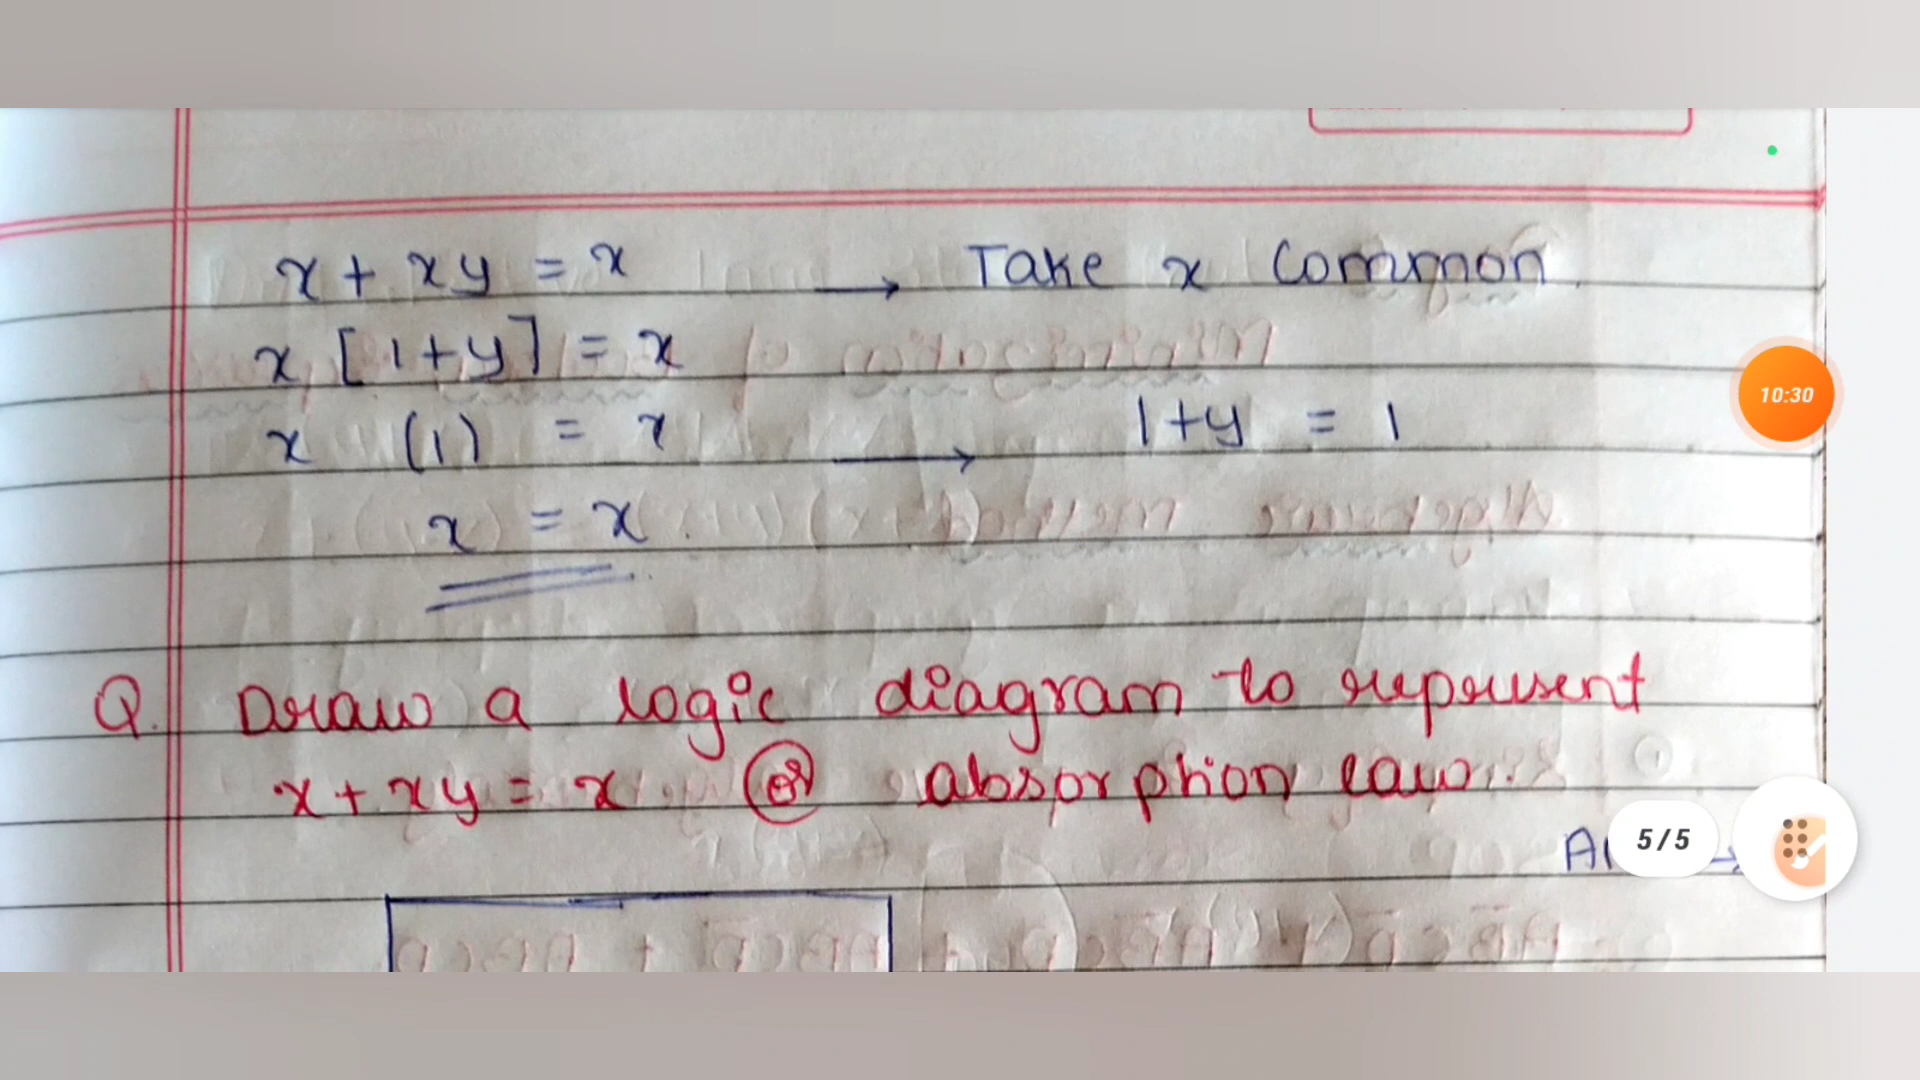 x + xy = x → Take x Common
x [1+y] = x
x (1) = x → 1+y = 1
x = x
10:30
Q. Draw a logic diagram to represent
x + xy = x or absorption law.
5/5